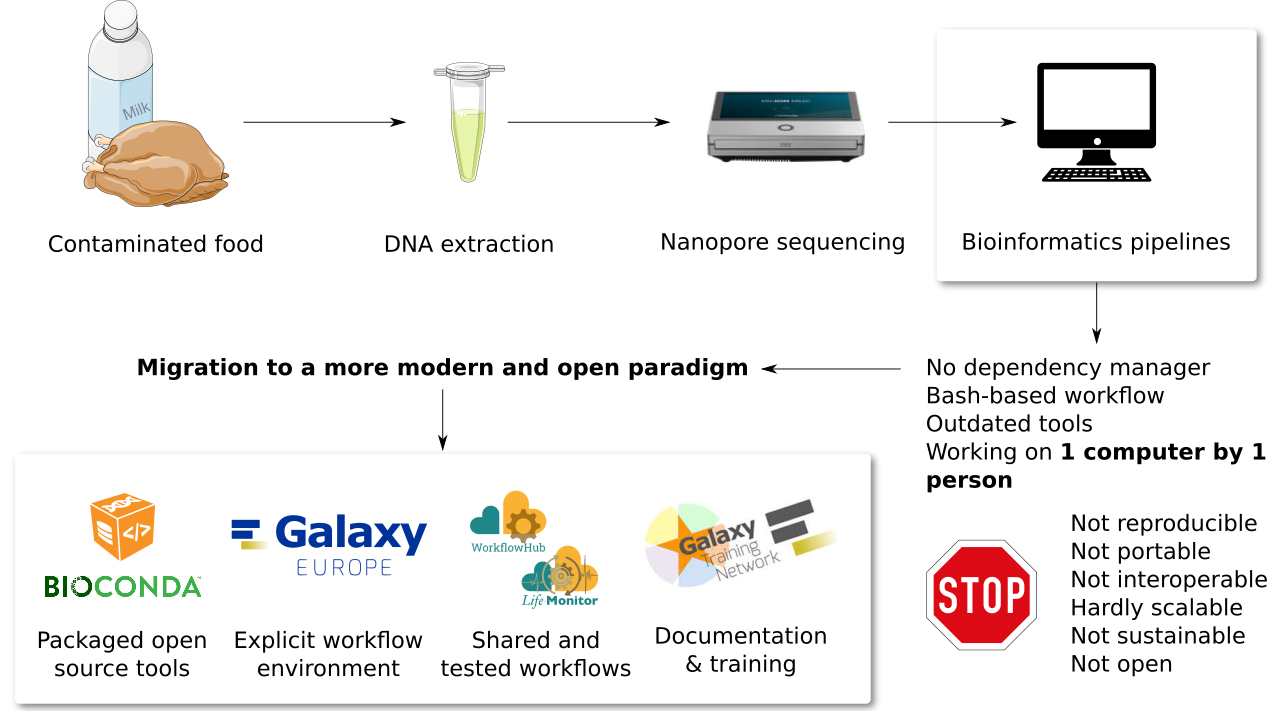 Milk
Contaminated food
DNA extraction
Nanopore sequencing
Bioinformatics pipelines
Migration to a more modern and open paradigm
No dependency manager
Bash-based workflow
Outdated tools
Working on 1 computer by 1
person
STOP
Not reproducible
Not portable
Not interoperable
Hardly scalable
Not sustainable
Not open
</>
BIOCONDA
Packaged open
source tools
Galaxy
EUROPE
Explicit workflow
environment
WorkflowHub
Life Monitor
Shared and
tested workflows
Galaxy
Training
Network
Documentation
& training